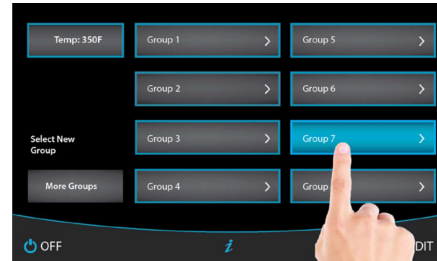 Temp: 350F
Group 1
Group 5
Group 2
Group 6
Select New
Group
Group 3
Group 7
More Groups
Group 4
Group
OFF
i
DIT